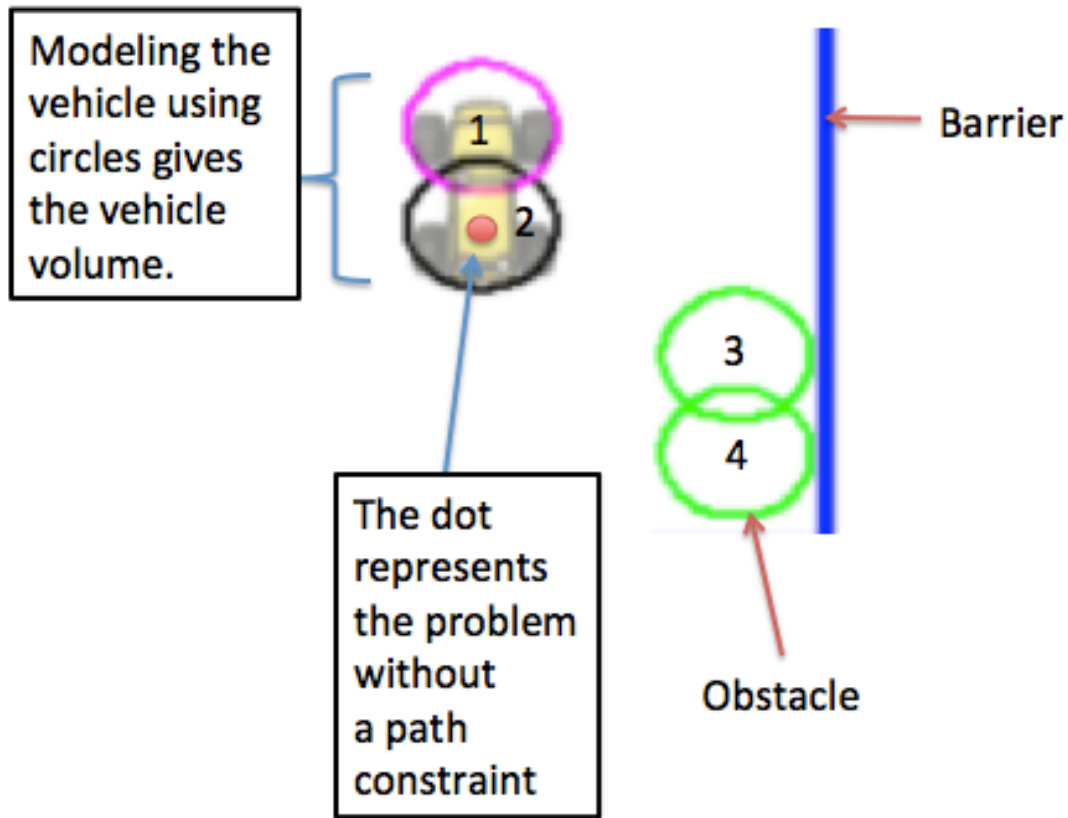 Modeling the
vehicle using
circles gives
the vehicle
volume.
1
2
Barrier
3
4
The dot
represents
the problem
without
a path
constraint
Obstacle